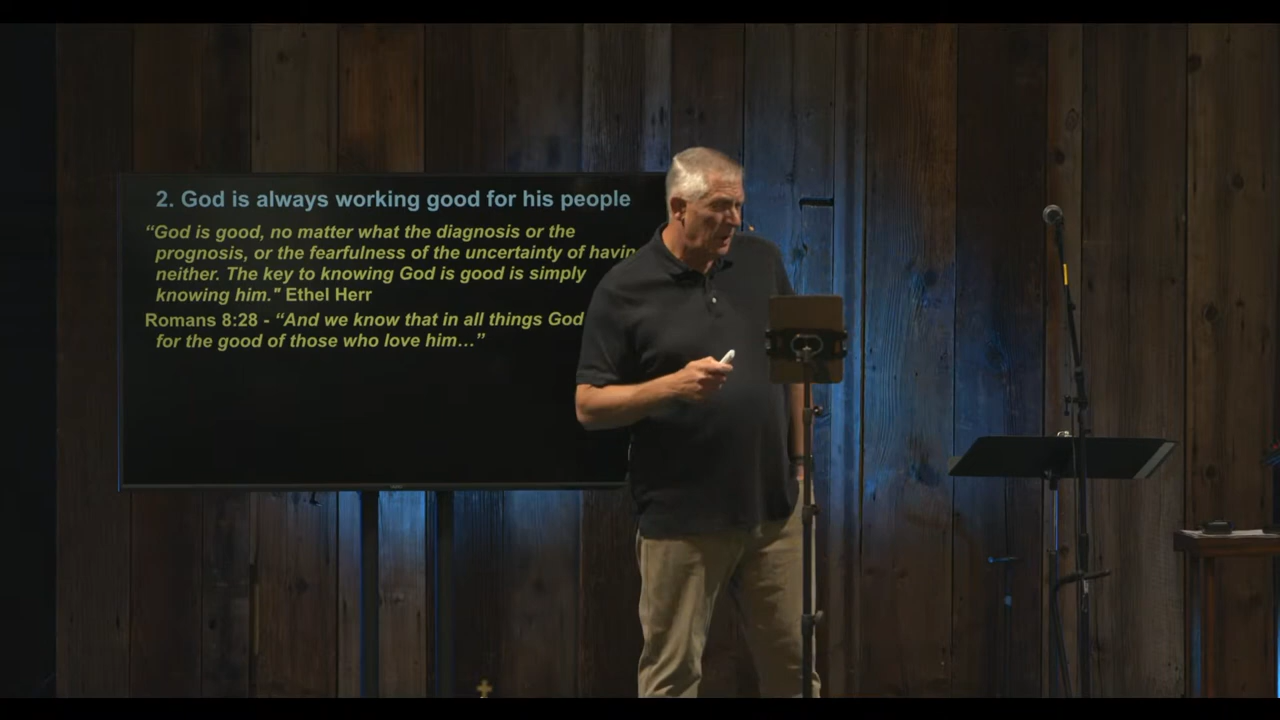 2. God is always working good for his people
“God is good, no matter what the diagnosis or the
prognosis, or the fearfulness of the uncertainty of
neither. The key to knowing God is good is simply
knowing him." Ethel Herr
Romans 8:28 - “And we know that in all things God
for the good of those who love him…”